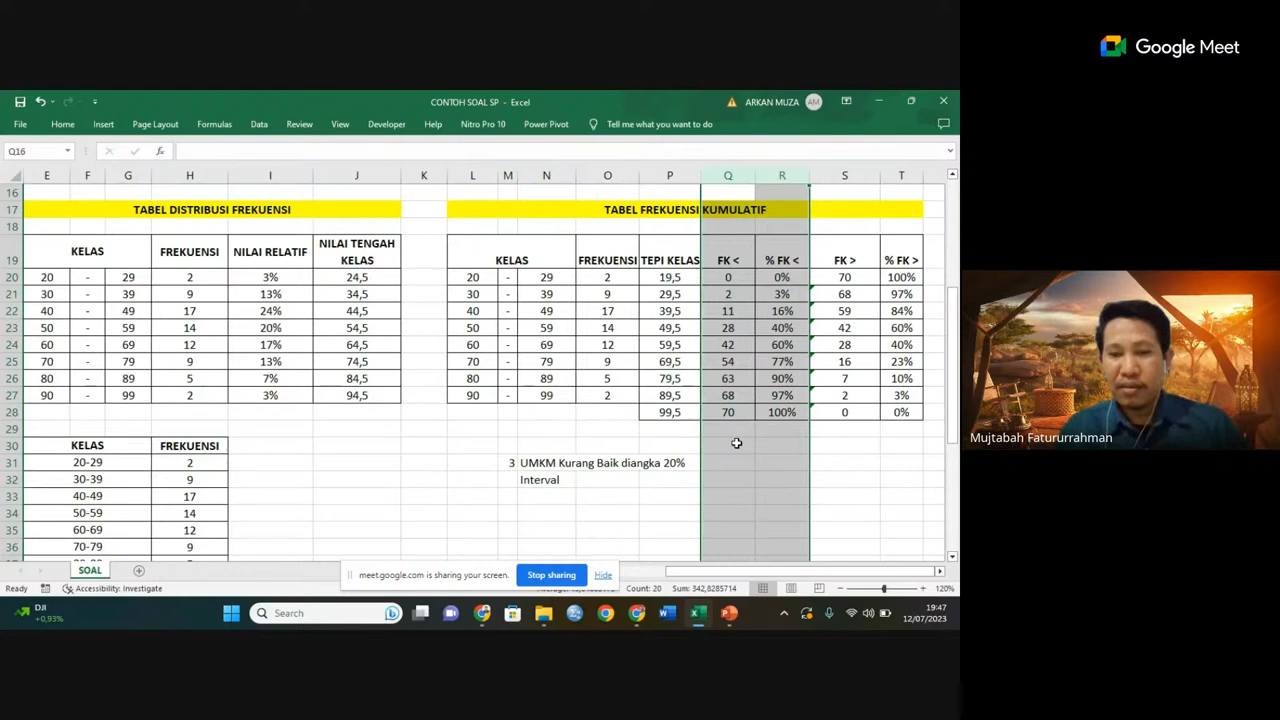 Google Meet
CONTOH SOAL SP - Excel
ARKAN MUZA AM
File Home Insert Page Layout Formulas Data Review View Developer Help Nitro Pro 10 Power Pivot Tell me what you want to do
Q16 fx
E F G H I J K L M N O P Q R S T
16
17 TABEL DISTRIBUSI FREKUENSI TABEL FREKUENSI KUMULATIF
18
19 KELAS FREKUENSI NILAI RELATIF NILAI TENGAH KELAS KELAS FREKUENSI TEPI KELAS FK < % FK < FK > % FK >
20 20 - 29 2 3% 24,5 20 - 29 2 19,5 0 0% 70 100%
21 30 - 39 9 13% 34,5 30 - 39 9 29,5 2 3% 68 97%
22 40 - 49 17 24% 44,5 40 - 49 17 39,5 11 16% 59 84%
23 50 - 59 14 20% 54,5 50 - 59 14 49,5 28 40% 42 60%
24 60 - 69 12 17% 64,5 60 - 69 12 59,5 42 60% 28 40%
25 70 - 79 9 13% 74,5 70 - 79 9 69,5 54 77% 16 23%
26 80 - 89 5 7% 84,5 80 - 89 5 79,5 63 90% 7 10%
27 90 - 99 2 3% 94,5 90 - 99 2 89,5 68 97% 2 3%
28 99,5 70 100% 0 0%
29
30 KELAS FREKUENSI
31 20-29 2 3 UMKM Kurang Baik diangka 20%
32 30-39 9 Interval
33 40-49 17
34 50-59 14
35 60-69 12
36 70-79 9
SOAL
meet.google.com is sharing your screen. Stop sharing Hide
Ready Accessibility: Investigate Count: 20 Sum: 342,8285714 120%
DJI
+0,93%
Search
19:47
12/07/2023
Mujtabah Fatururrahman